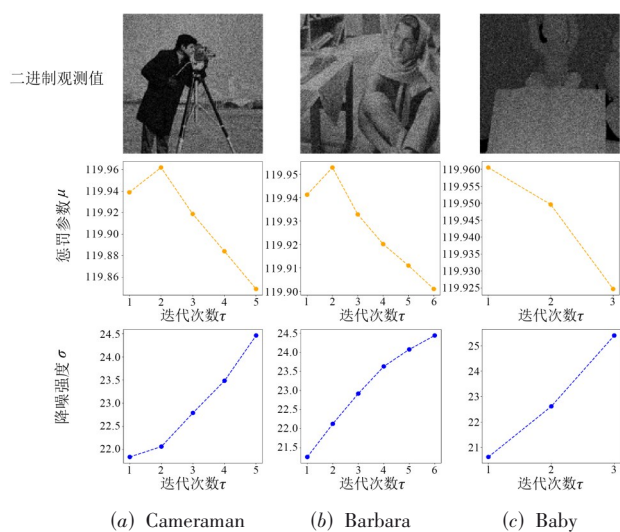 二进制观测值
惩罚参数μ
119.96
119.94
119.92
119.90
119.88
119.86
1 2 3 4 5
迭代次数τ
119.95
119.94
119.93
119.92
119.91
119.90
1 2 3 4 5 6
迭代次数τ
119.960
119.955
119.950
119.945
119.940
119.935
119.930
119.925
1 2 3
迭代次数τ
降噪强度σ
24.5
24.0
23.5
23.0
22.5
22.0
1 2 3 4 5
迭代次数τ
24.5
24.0
23.5
23.0
22.5
22.0
21.5
1 2 3 4 5 6
迭代次数τ
25
24
23
22
21
1 2 3
迭代次数τ
(a) Cameraman
(b) Barbara
(c) Baby